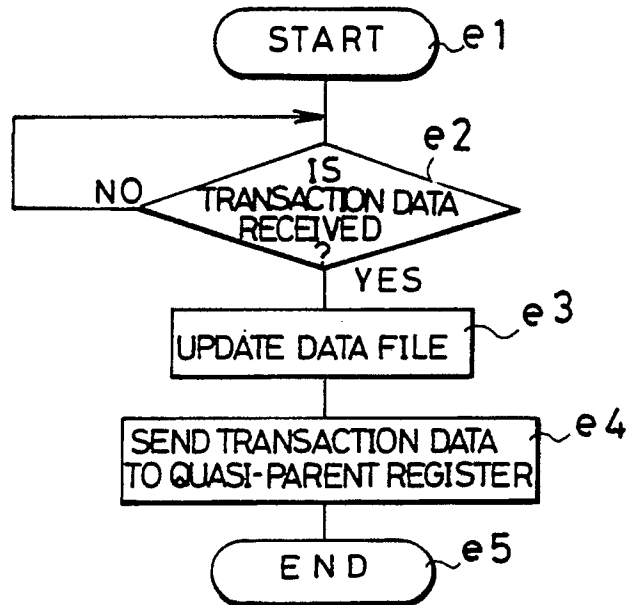 START
e1
e2
IS
TRANSACTION DATA
RECEIVED
?
NO
YES
e3
UPDATE DATA FILE
e4
SEND TRANSACTION DATA
TO QUASI-PARENT REGISTER
END
e5